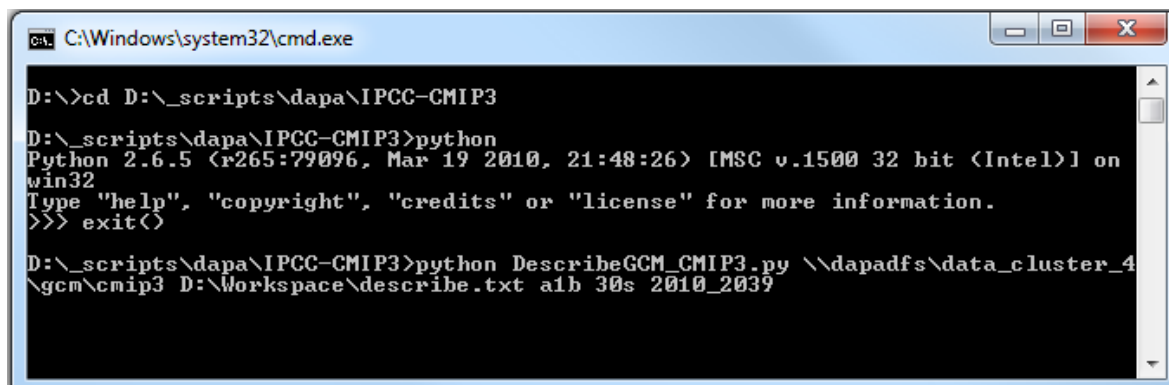 C:\Windows\system32\cmd.exe
D:\>cd D:\_scripts\dapa\IPCC-CMIP3
D:\_scripts\dapa\IPCC-CMIP3>python
Python 2.6.5 (r265:79096, Mar 19 2010, 21:48:26) [MSC v.1500 32 bit (Intel)] on
win32
Type "help", "copyright", "credits" or "license" for more information.
>>> exit()
D:\_scripts\dapa\IPCC-CMIP3>python DescribeGCM_CMIP3.py \\dapadfs\data_cluster_4
\gcm\cmip3 D:\Workspace\describe.txt a1b 30s 2010_2039